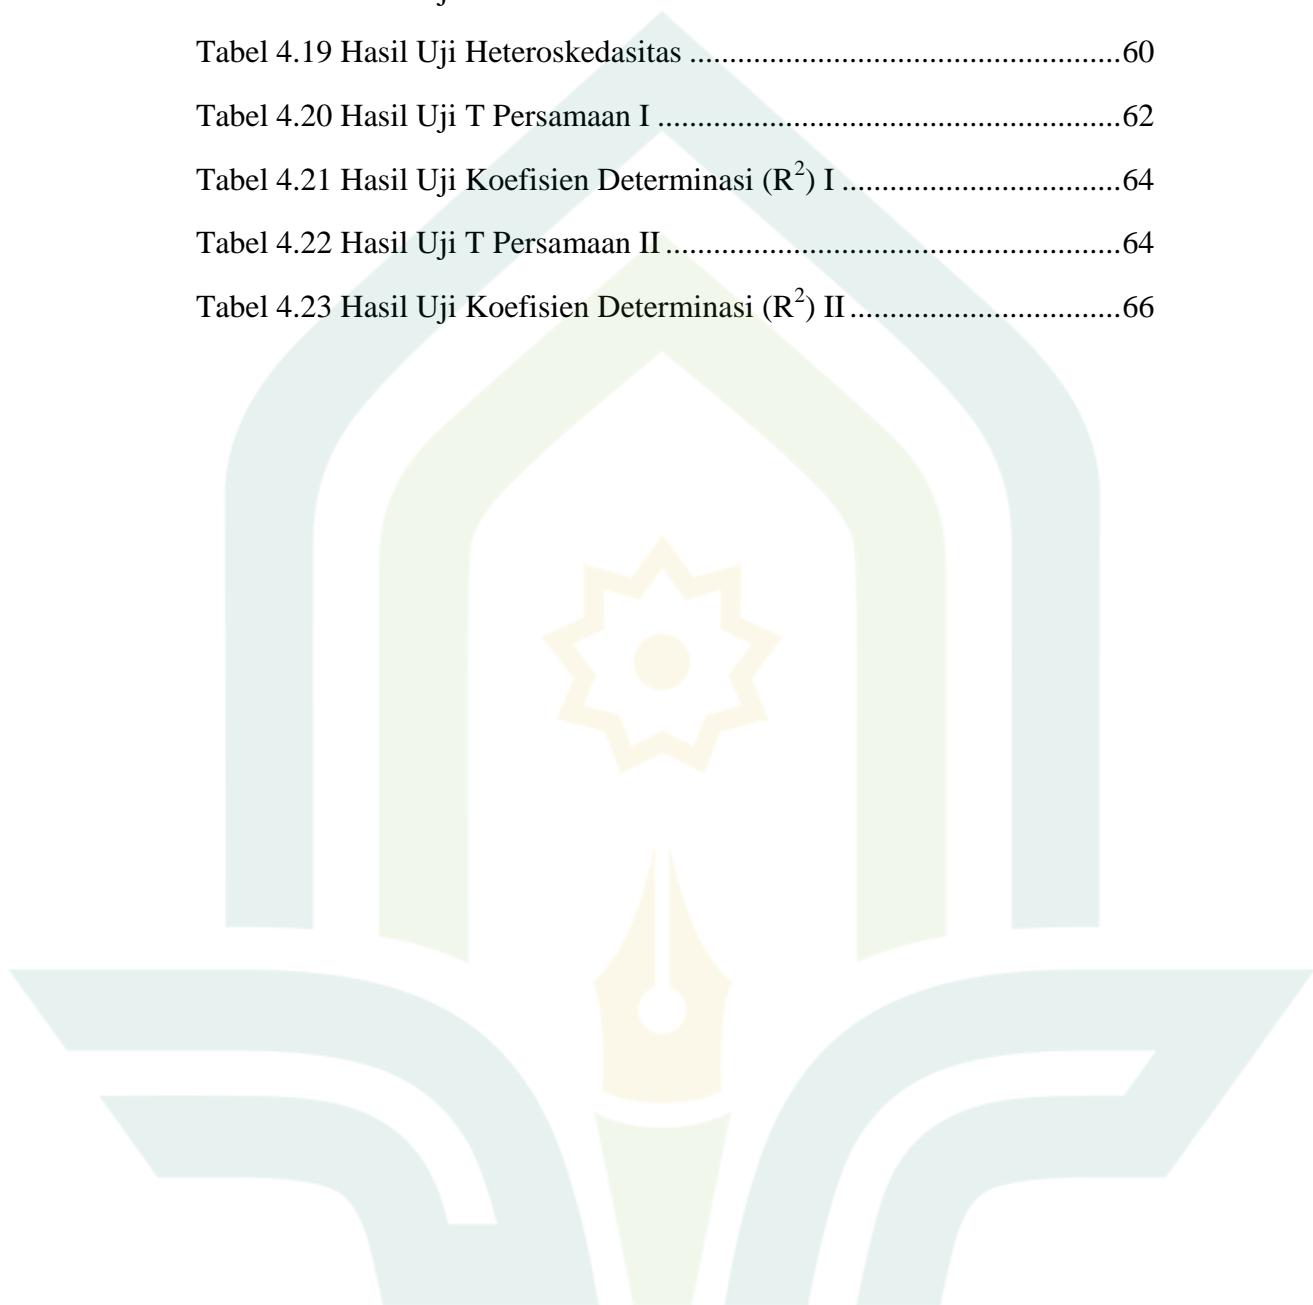 Tabel 4.19 Hasil Uji Heteroskedasitas ....................................................60
Tabel 4.20 Hasil Uji T Persamaan I ........................................................62
Tabel 4.21 Hasil Uji Koefisien Determinasi (R²) I ..................................64
Tabel 4.22 Hasil Uji T Persamaan II .......................................................64
Tabel 4.23 Hasil Uji Koefisien Determinasi (R²) II .................................66